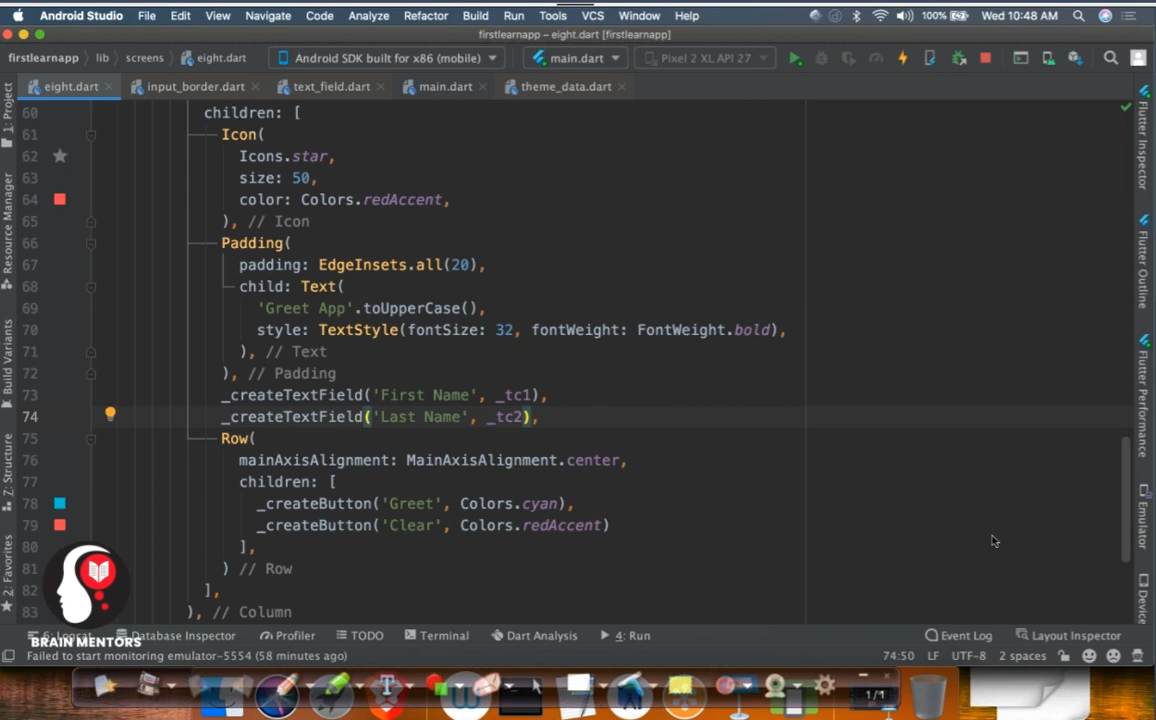 Android Studio File Edit View Navigate Code Analyze Refactor Build Run Tools VCS Window Help 100% Wed 10:48 AM
firstlearnapp – eight.dart [firstlearnapp]
firstlearnapp lib screens eight.dart Android SDK built for x86 (mobile) main.dart Pixel 2 XL API 27
eight.dart input_border.dart text_field.dart main.dart theme_data.dart
60 children: [
61 Icon(
62 Icons.star,
63 size: 50,
64 color: Colors.redAccent,
65 ), // Icon
66 Padding(
67 padding: EdgeInsets.all(20),
68 child: Text(
69 'Greet App'.toUpperCase(),
70 style: TextStyle(fontSize: 32, fontWeight: FontWeight.bold),
71 ), // Text
72 ), // Padding
73 _createTextField('First Name', _tc1),
74 _createTextField('Last Name', _tc2),
75 Row(
76 mainAxisAlignment: MainAxisAlignment.center,
77 children: [
78 _createButton('Greet', Colors.cyan),
79 _createButton('Clear', Colors.redAccent)
80 ],
81 ) // Row
82 ],
83 ), // Column
1: Project
Resource Manager
Build Variants
7: Structure
2: Favorites
Flutter Inspector
Flutter Outline
Flutter Performance
Emulator
Device
BRAIN MENTORS
6: Logcat Database Inspector Profiler TODO Terminal Dart Analysis 4: Run Event Log Layout Inspector
Failed to start monitoring emulator-5554 (58 minutes ago) 74:50 LF UTF-8 2 spaces
1/1